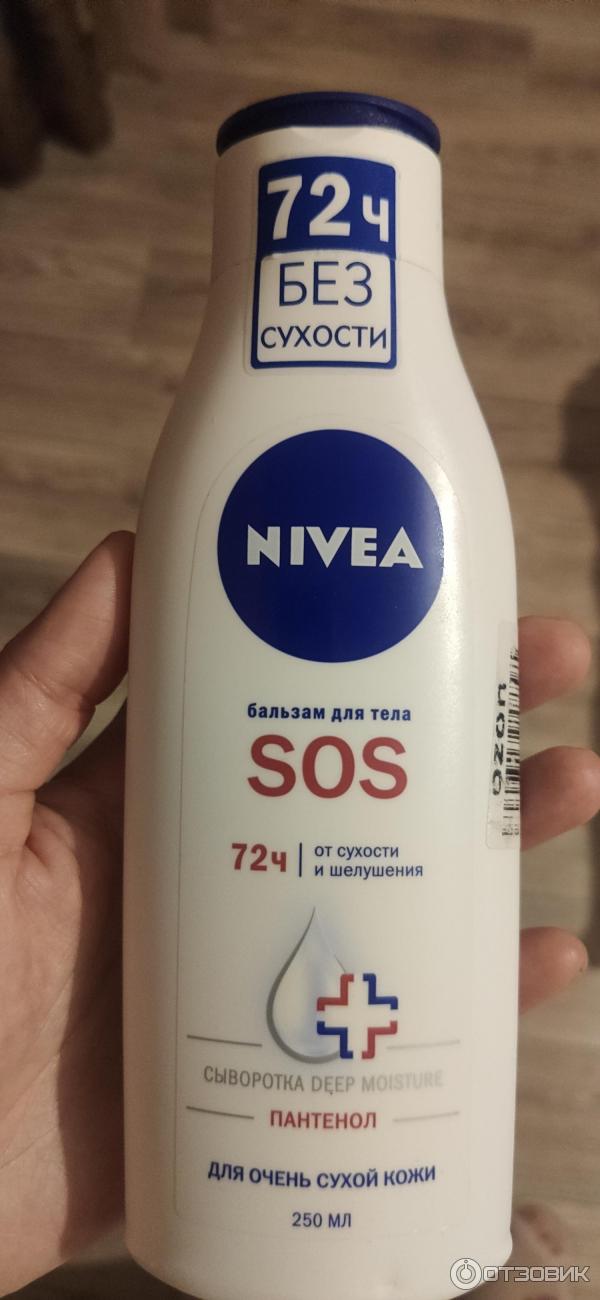 72ч
БЕЗ
СУХОСТИ
NIVEA
бальзам для тела
SOS
72ч
от сухости
и шелушения
СЫВОРОТКА DEEP MOISTURE
ПАНТЕНОЛ
ДЛЯ ОЧЕНЬ СУХОЙ КОЖИ
250 МЛ
ozon
ОТЗОВИК